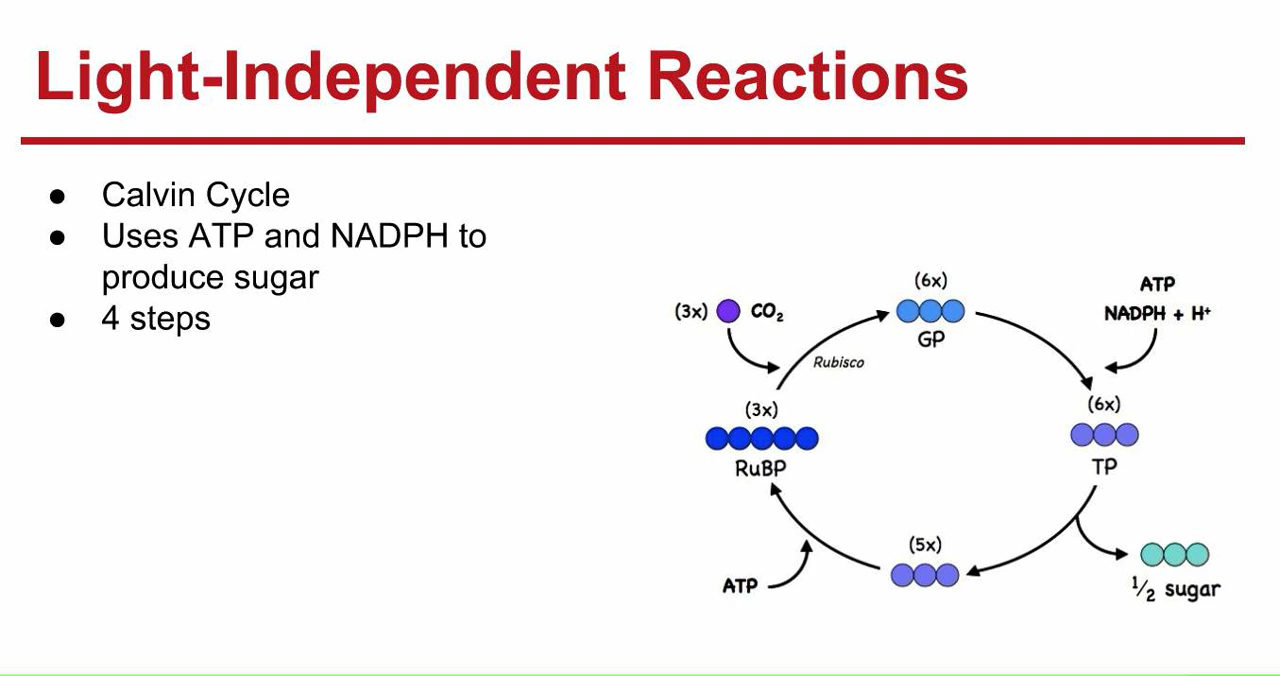 Light-Independent Reactions
● Calvin Cycle
● Uses ATP and NADPH to
produce sugar
● 4 steps
(6x)
ATP
(3x) CO₂
NADPH + H⁺
GP
Rubisco
(3x)
(6x)
RuBP
TP
(5x)
ATP
½ sugar